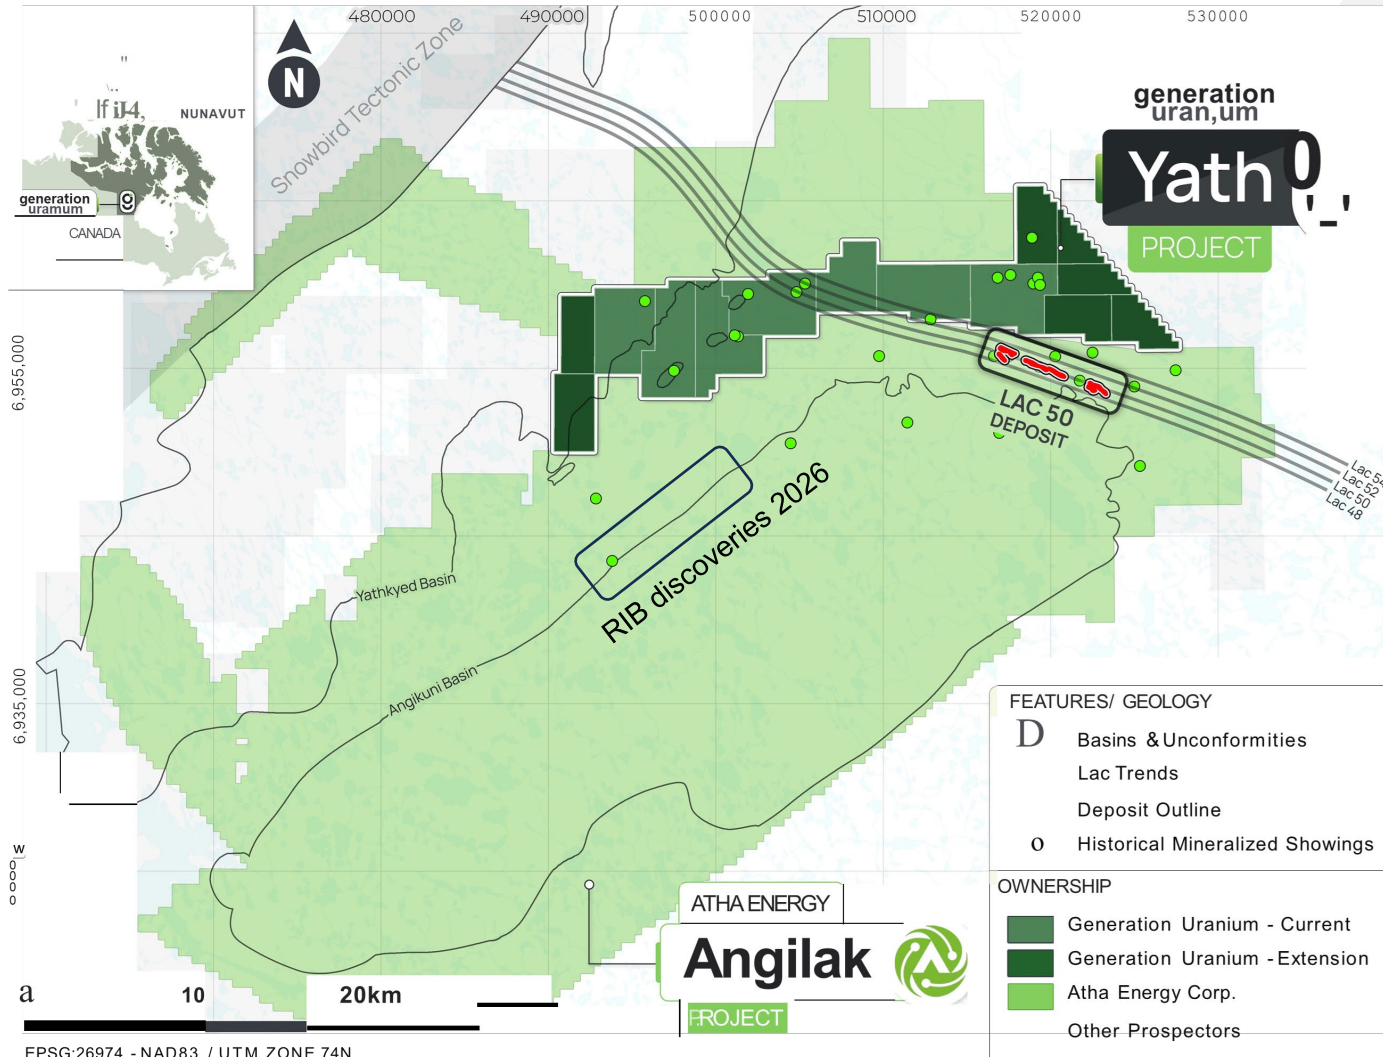 480000 490000 500000 510000 520000 530000
Snowbird Tectonic Zone
"
If iJ4,
NUNAVUT
generation
uramum
CANADA
N
generation
uran,um
Yath 0
'_'
PROJECT
6,955,000
LAC 50
DEPOSIT
Lac 52
Lac 50
Lac 48
RIB discoveries 2026
Yathkyed Basin
Angikuni Basin
6,935,000
FEATURES/ GEOLOGY
D Basins & Unconformities
Lac Trends
Deposit Outline
o Historical Mineralized Showings
OWNERSHIP
Generation Uranium - Current
Generation Uranium - Extension
Atha Energy Corp.
Other Prospectors
ATHA ENERGY
Angilak
PROJECT
a 10 20km
EPSG:26974 - NAD83 / UTM ZONE 74N